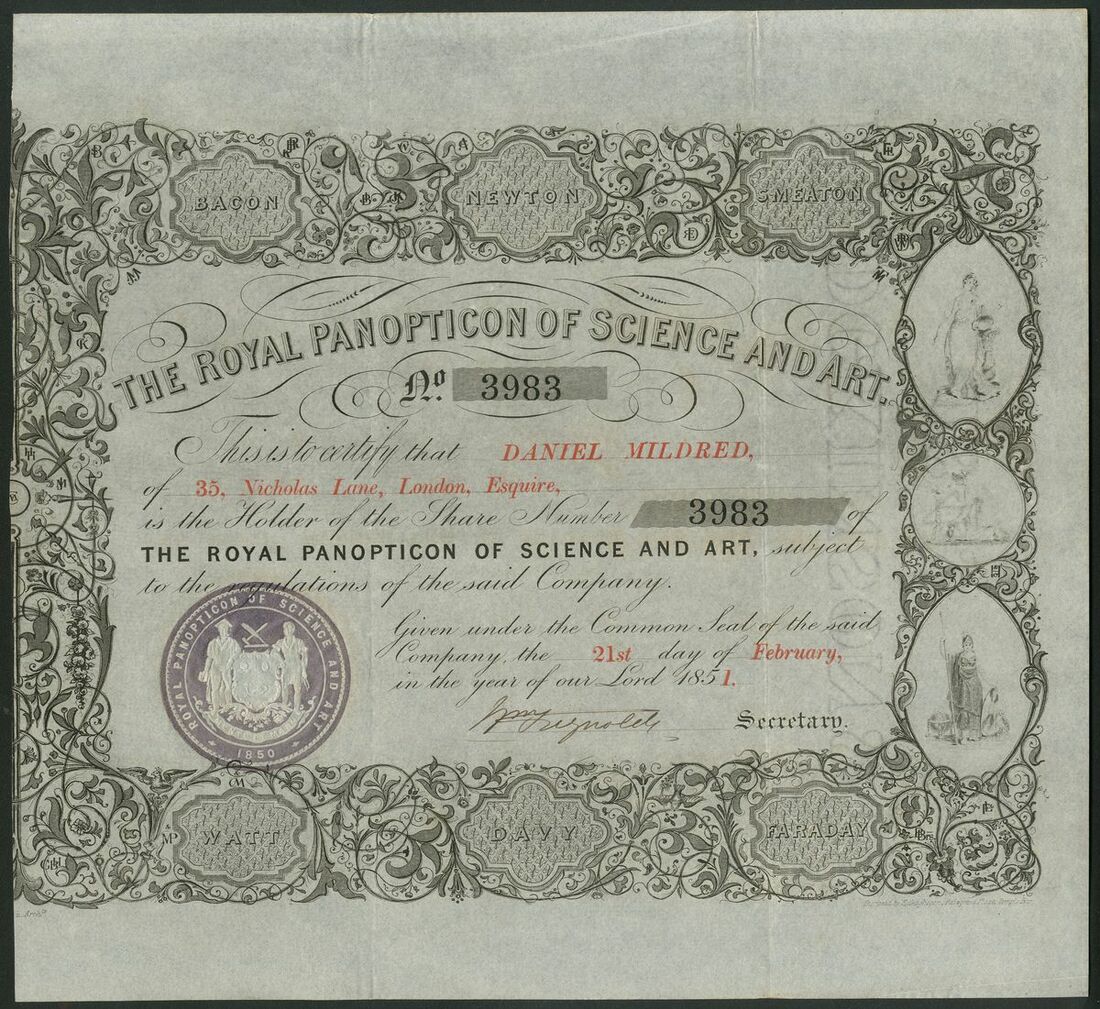 BACON
NEWTON
SMEATON
THE ROYAL PANOPTICON OF SCIENCE AND ART.
No. 3983
This is to certify that DANIEL MILDRED,
of 35, Nicholas Lane, London, Esquire,
is the Holder of the Share Number 3983 of
THE ROYAL PANOPTICON OF SCIENCE AND ART, subject
to the regulations of the said Company.
Given under the Common Seal of the said
Company, the 21st day of February,
in the year of our Lord 1851.
Wm Reynolds Secretary.
ROYAL PANOPTICON OF SCIENCE AND ART
1850
WATT
DAVY
FARADAY